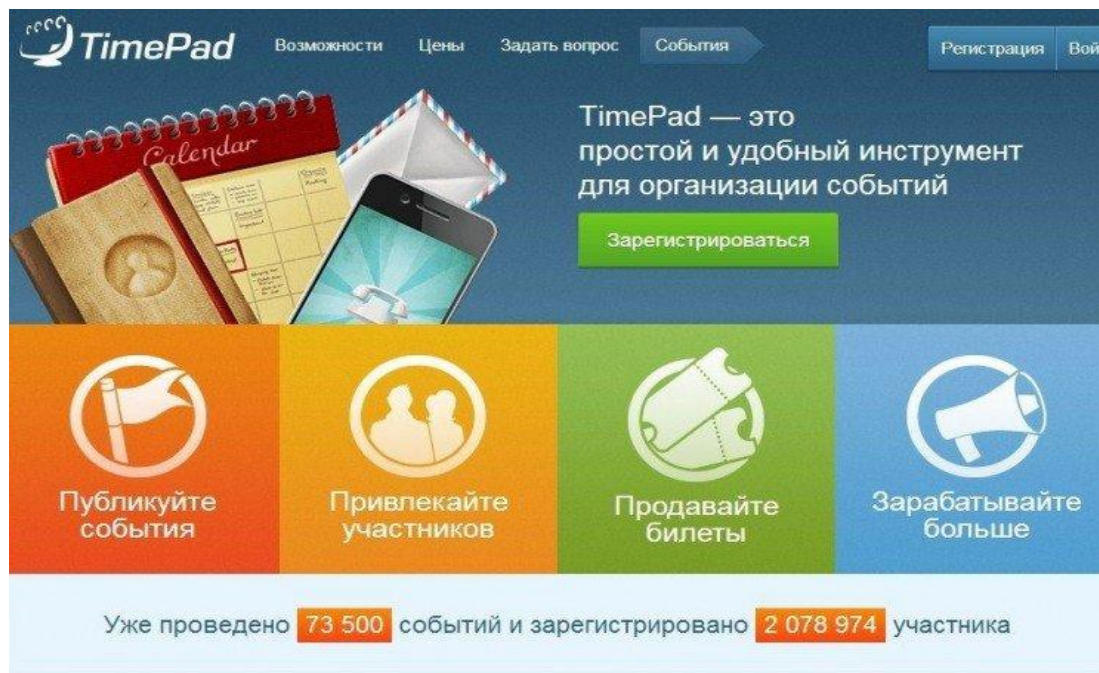 TimePad
Возможности Цены Задать вопрос События
Регистрация Вой
Calendar
TimePad — это
простой и удобный инструмент
для организации событий
Зарегистрироваться
Публикуйте
события
Привлекайте
участников
Продавайте
билеты
Зарабатывайте
больше
Уже проведено 73 500 событий и зарегистрировано 2 078 974 участника